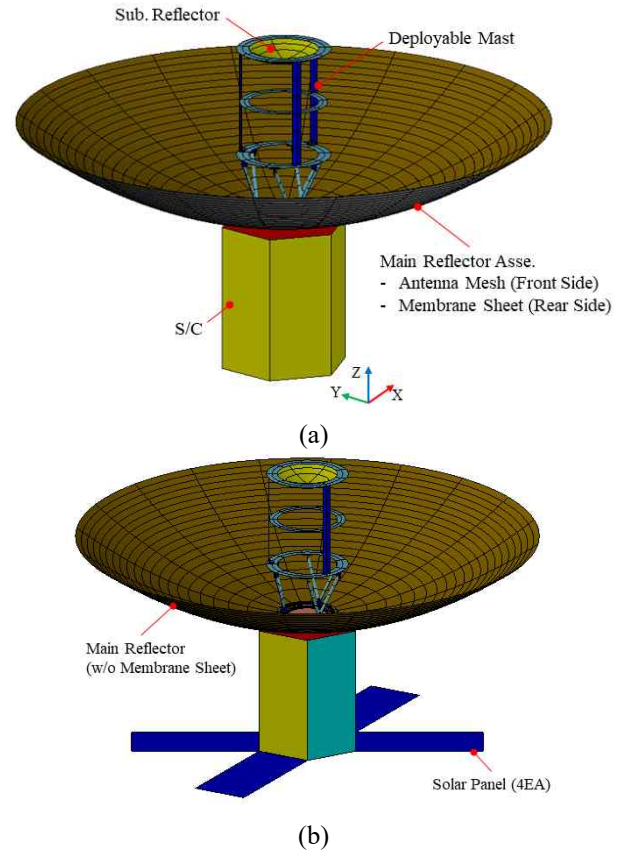 Sub. Reflector
Deployable Mast
Main Reflector Asse.
- Antenna Mesh (Front Side)
- Membrane Sheet (Rear Side)
S/C
Z
Y
X
(a)
Main Reflector
(w/o Membrane Sheet)
Solar Panel (4EA)
(b)